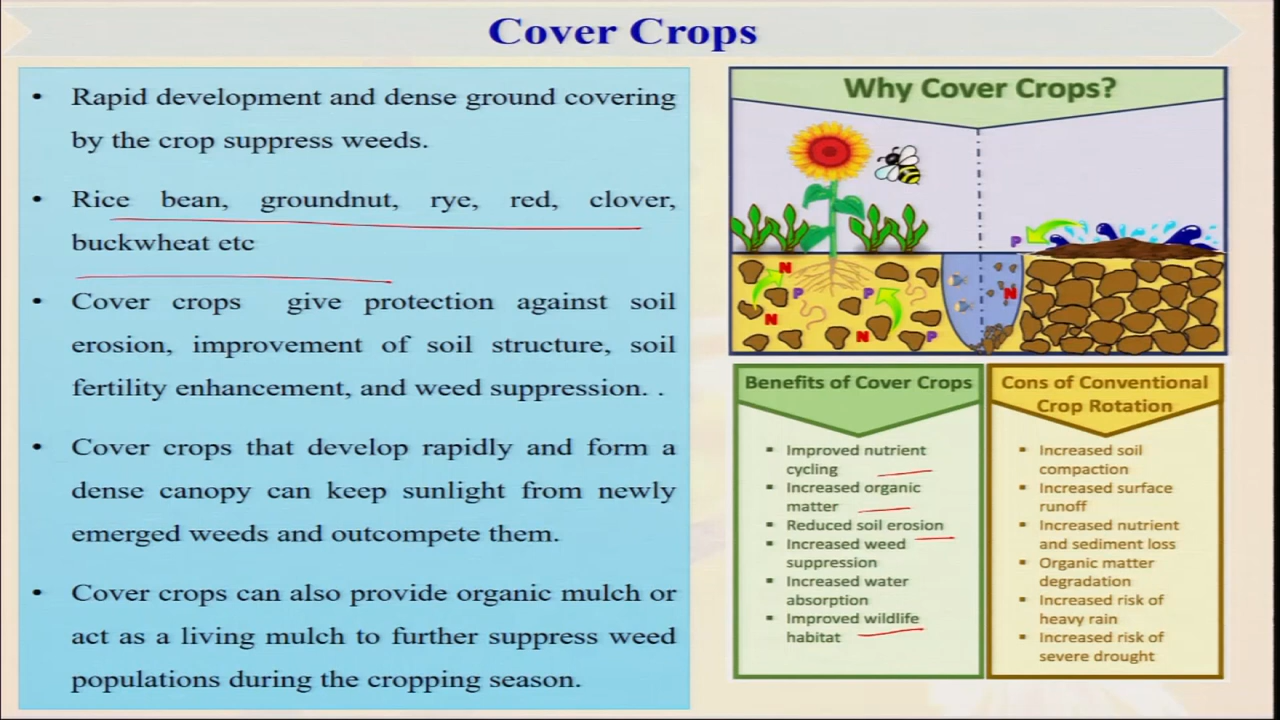 Cover Crops
• Rapid development and dense ground covering
by the crop suppress weeds.
• Rice bean, groundnut, rye, red, clover,
buckwheat etc
• Cover crops give protection against soil
erosion, improvement of soil structure, soil
fertility enhancement, and weed suppression. .
• Cover crops that develop rapidly and form a
dense canopy can keep sunlight from newly
emerged weeds and outcompete them.
• Cover crops can also provide organic mulch or
act as a living mulch to further suppress weed
populations during the cropping season.
Why Cover Crops?
P
N
P
P
N
N
N
P
Benefits of Cover Crops
▪ Improved nutrient
cycling
▪ Increased organic
matter
▪ Reduced soil erosion
▪ Increased weed
suppression
▪ Increased water
absorption
▪ Improved wildlife
habitat
Cons of Conventional
Crop Rotation
▪ Increased soil
compaction
▪ Increased surface
runoff
▪ Increased nutrient
and sediment loss
▪ Organic matter
degradation
▪ Increased risk of
heavy rain
▪ Increased risk of
severe drought